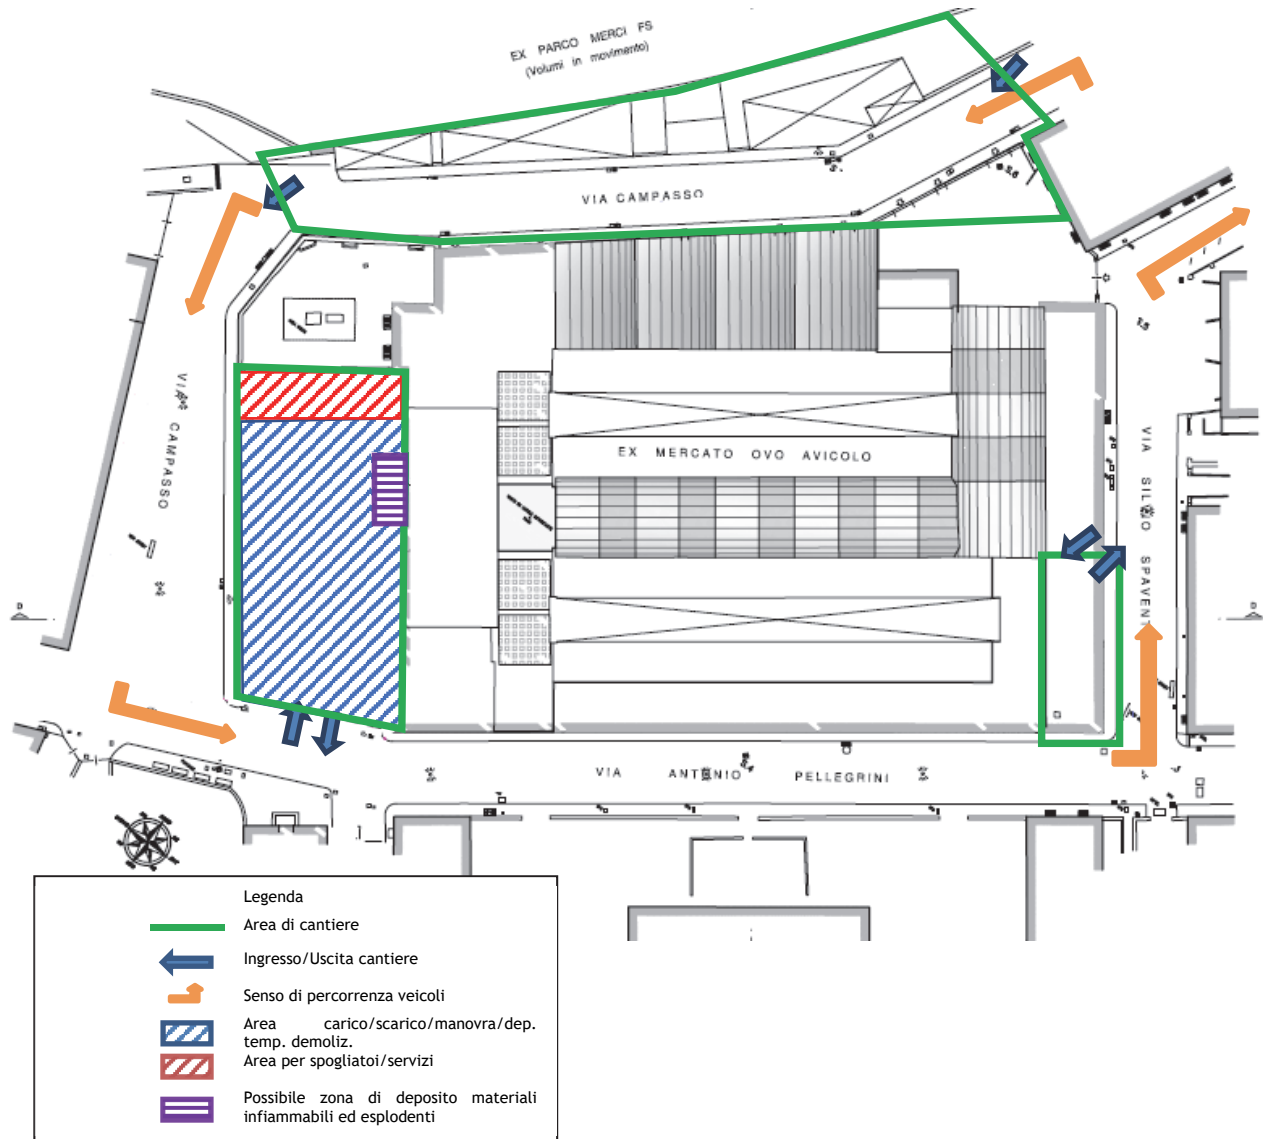 EX PARCO MERCI FS
(Volumi in movimento)
VIA CAMPASSO
VIA CAMPASSO
EX MERCATO OVO AVICOLO
VIA SILVIO SPAVENT
VIA ANTONIO PELLEGRINI
Legenda
Area di cantiere
Ingresso/Uscita cantiere
Senso di percorrenza veicoli
Area carico/scarico/manovra/dep.
temp. demoliz.
Area per spogliatoi/servizi
Possibile zona di deposito materiali
infiammabili ed esplodenti